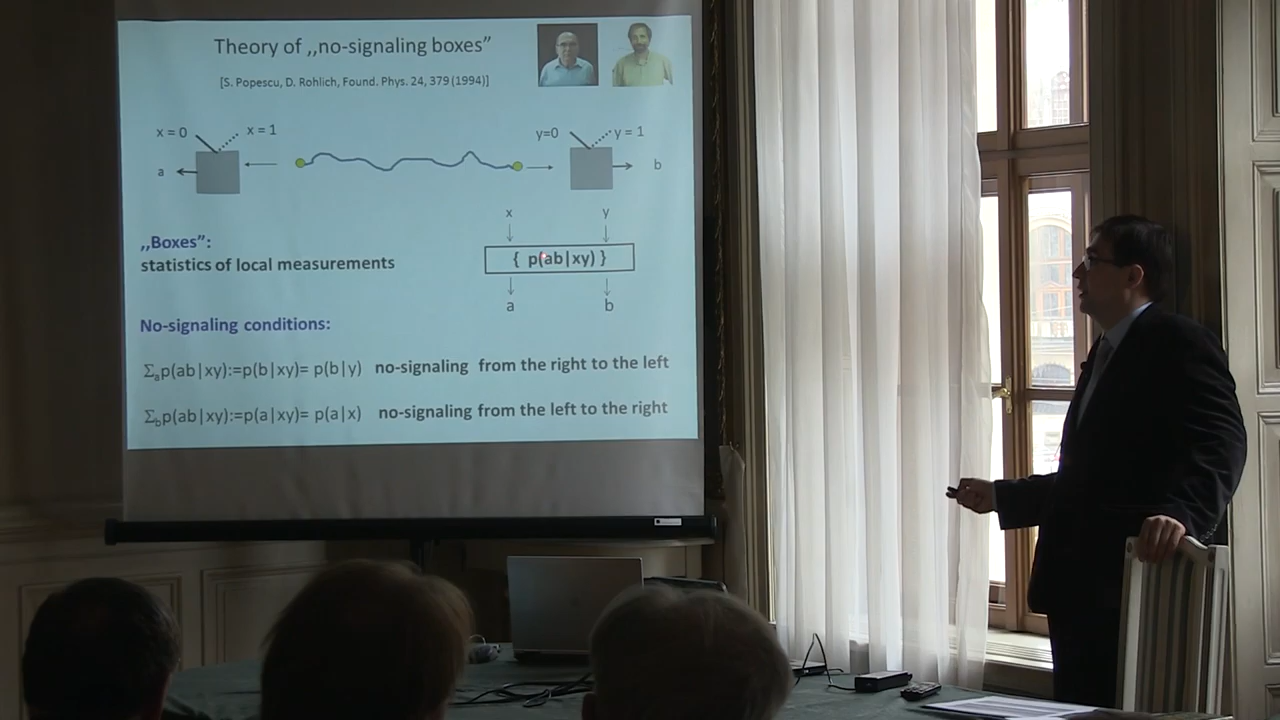 Theory of ,,no-signaling boxes”
[S. Popescu, D. Rohlich, Found. Phys. 24, 379 (1994)]
x = 0 x = 1 y=0 y = 1
a b
x y
,,Boxes”:
statistics of local measurements
{ p(ab|xy) }
a b
No-signaling conditions:
Σₐp(ab|xy):=p(b|xy)= p(b|y) no-signaling from the right to the left
Σbp(ab|xy):=p(a|xy)= p(a|x) no-signaling from the left to the right